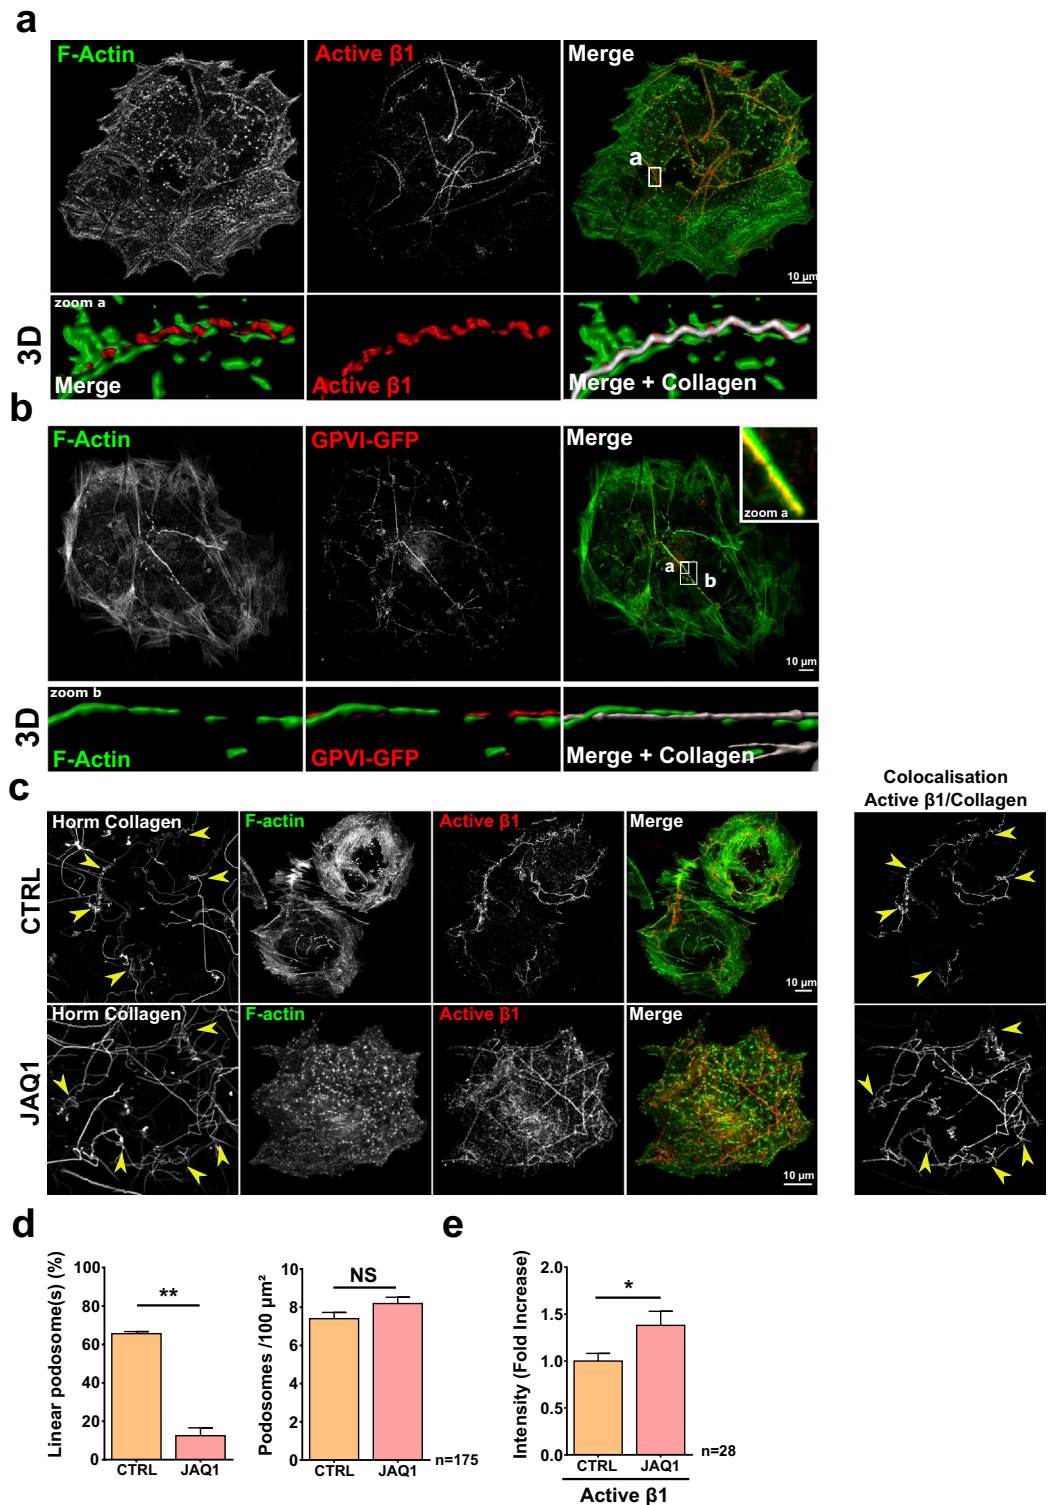 a
F-Actin
Active β1
Merge
a
10 µm
3D
zoom a
Merge
Active β1
Merge + Collagen
b
F-Actin
GPVI-GFP
Merge
zoom a
a
b
10 µm
3D
zoom b
F-Actin
GPVI-GFP
Merge + Collagen
c
Colocalisation
Active β1/Collagen
CTRL
Horm Collagen
F-actin
Active β1
Merge
10 µm
JAQ1
Horm Collagen
F-actin
Active β1
Merge
10 µm
d
Linear podosome(s) (%)
100
80
60
40
20
0
**
CTRL
JAQ1
Podosomes /100 µm²
10
8
6
4
2
0
NS
CTRL
JAQ1
n=175
e
Intensity (Fold Increase)
2.0
1.5
1.0
0.5
0.0
*
CTRL
JAQ1
n=28
Active β1